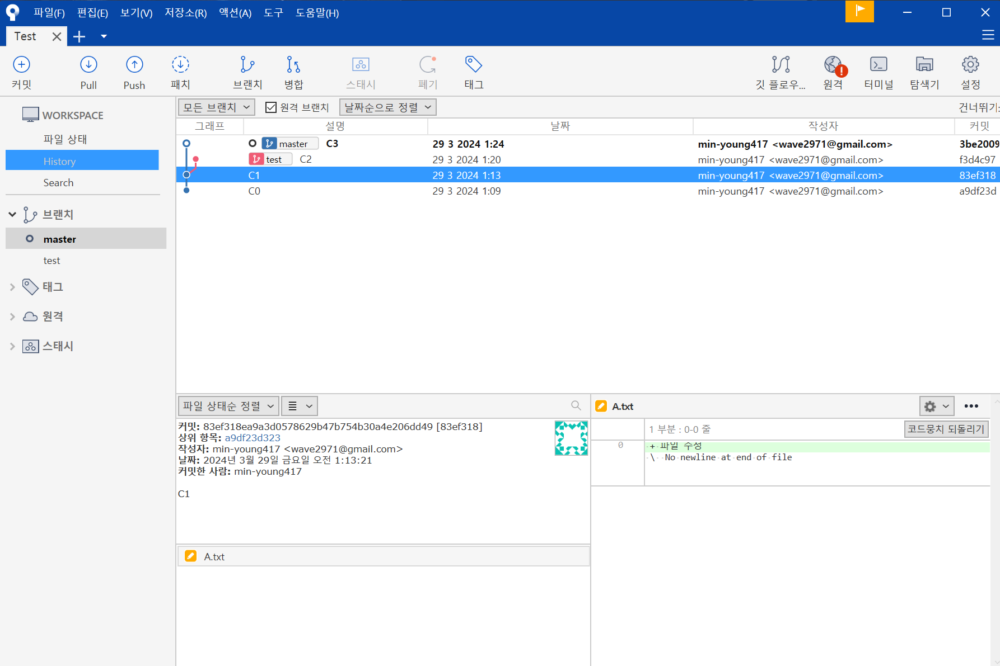 파일(F) 편집(E) 보기(V) 저장소(R) 액션(A) 도구 도움말(H)
Test
커밋 Pull Push 패치 브랜치 병합 스태시 폐기 태그 깃 플로우... 원격 터미널 탐색기 설정
WORKSPACE
파일 상태
History
Search
브랜치
master
test
태그
원격
스태시
모든 브랜치 원격 브랜치 날짜순으로 정렬 건너뛰기:
그래프 설명 날짜 작성자 커밋
master C3 29 3 2024 1:24 min-young417 <wave2971@gmail.com> 3be2009
test C2 29 3 2024 1:20 min-young417 <wave2971@gmail.com> f3d4c97
C1 29 3 2024 1:13 min-young417 <wave2971@gmail.com> 83ef318
C0 29 3 2024 1:09 min-young417 <wave2971@gmail.com> a9df23d
파일 상태순 정렬
커밋: 83ef318ea9a3d0578629b47b754b30a4e206dd49 [83ef318]
상위 항목: a9df23d323
작성자: min-young417 <wave2971@gmail.com>
날짜: 2024년 3월 29일 금요일 오전 1:13:21
커밋한 사람: min-young417
C1
A.txt
A.txt
1 부분 : 0-0 줄 코드뭉치 되돌리기
0 + 파일 수정
\ No newline at end of file